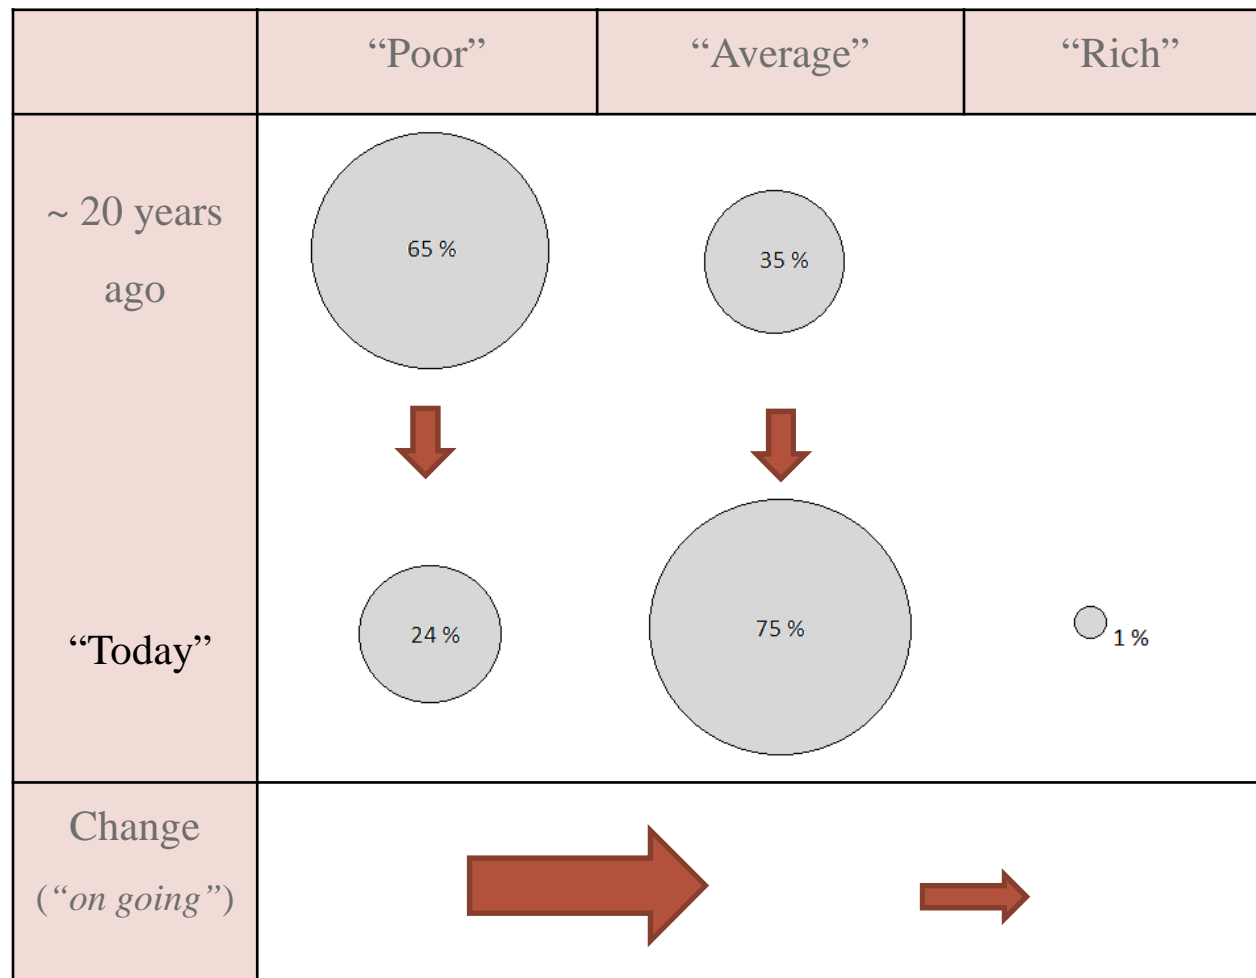 “Poor”
“Average”
“Rich”
~ 20 years
ago
65 %
35 %
“Today”
24 %
75 %
1 %
Change
(“on going”)